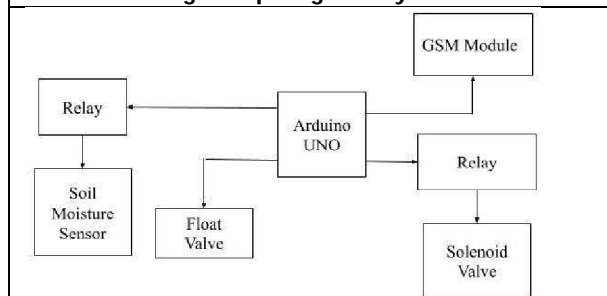 GSM Module
Relay
Arduino
UNO
Relay
Soil
Moisture
Sensor
Float
Valve
Solenoid
Valve